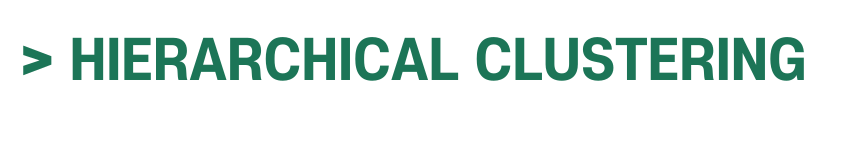 > HIERARCHICAL CLUSTERING